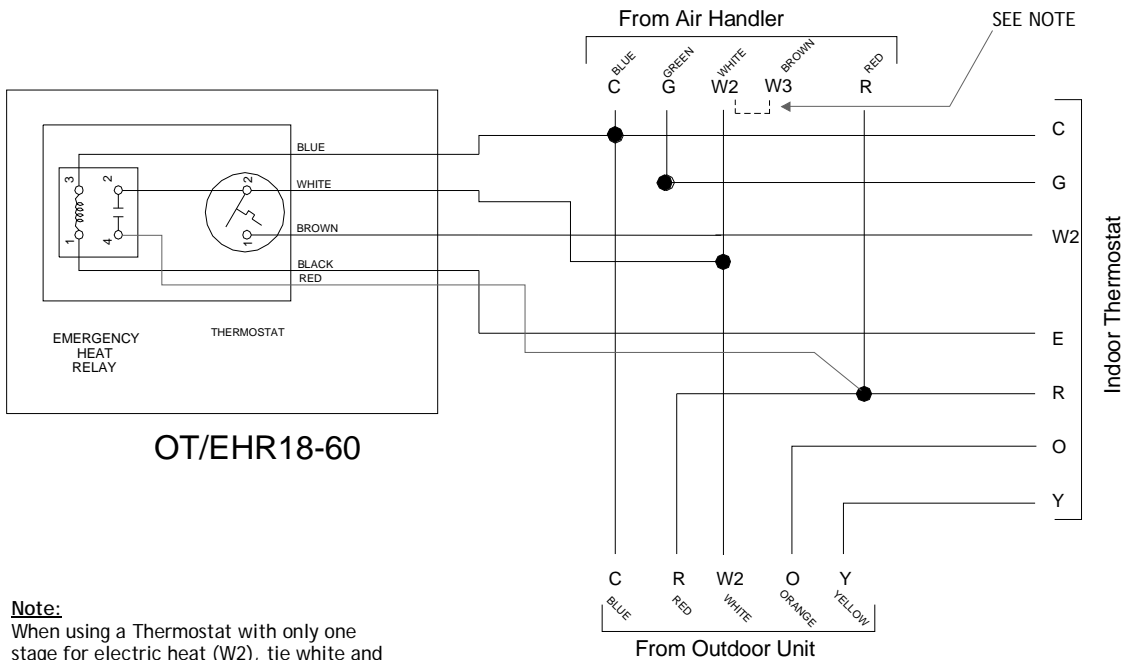 From Air Handler
SEE NOTE
BLUE
GREEN
WHITE
BROWN
RED
C G W2 W3 R
C
G
W2
E
R
O
Y
Indoor Thermostat
BLUE
WHITE
BROWN
BLACK
RED
3 2
1 4
2
1
EMERGENCY
HEAT
RELAY
THERMOSTAT
OT/EHR18-60
C R W2 O Y
BLUE
RED
WHITE
ORANGE
YELLOW
From Outdoor Unit
Note:
When using a Thermostat with only one
stage for electric heat (W2), tie white and